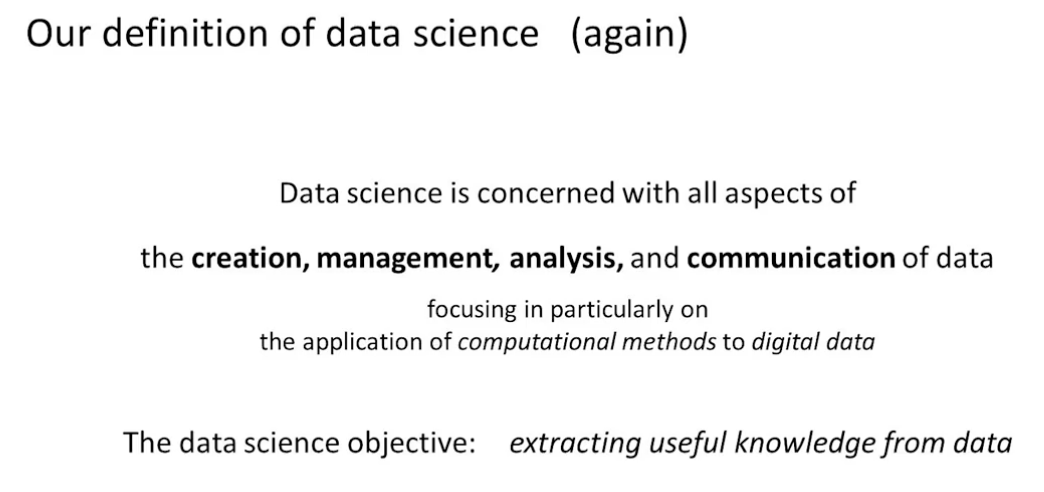 Our definition of data science (again)
Data science is concerned with all aspects of
the creation, management, analysis, and communication of data
focusing in particularly on
the application of computational methods to digital data
The data science objective: extracting useful knowledge from data